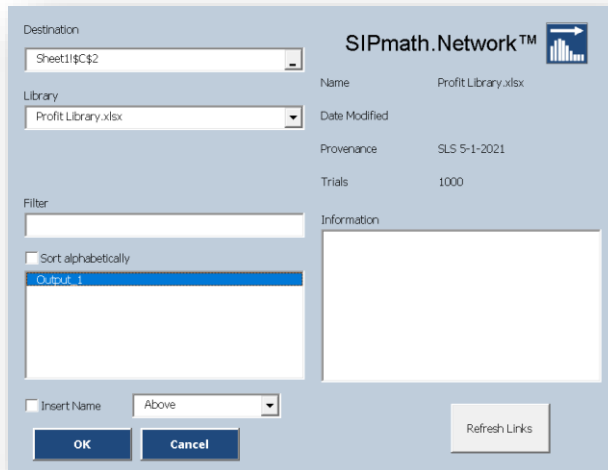 Destination
Sheet1!$C$2
Library
Profit Library.xlsx
Filter
Sort alphabetically
Output_1
Insert Name
Above
OK
Cancel
SIPmath.Network™
Name Profit Library.xlsx
Date Modified
Provenance SLS 5-1-2021
Trials 1000
Information
Refresh Links